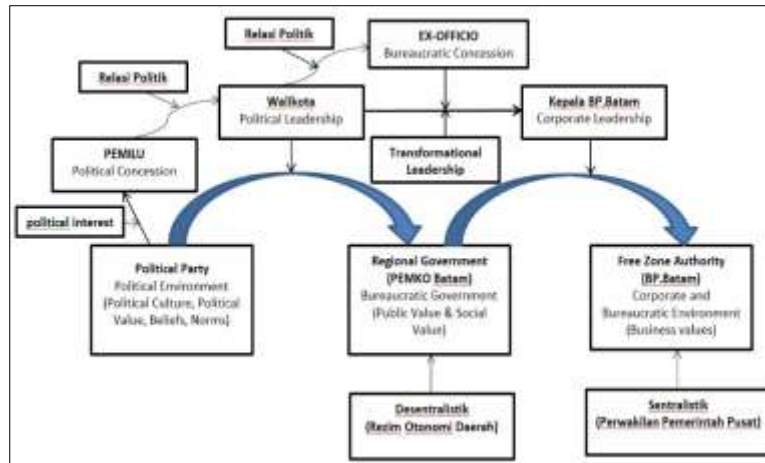 Relasi Politik
EX-OFFICIO
Bureaucratic Concession
Relasi Politik
Walikota
Political Leadership
Kepala BP.Batam
Corporate Leadership
PEMILU
Political Concession
Transformational
Leadership
political interest
Political Party
Political Environment
(Political Culture, Political
Value, Beliefs, Norms)
Regional Government
(PEMKO Batam)
Bureaucratic Government
(Public Value & Social
Value)
Free Zone Authority
(BP.Batam)
Corporate and
Bureaucratic Environment
(Business values)
Desentralistik
(Rezim Otonomi Daerah)
Sentralistik
(Perwakilan Pemerintah Pusat)